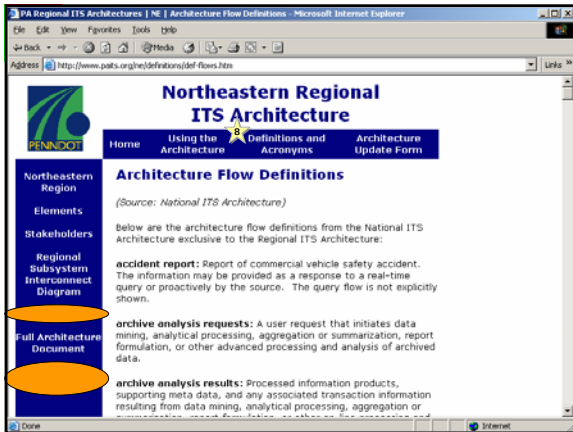 PA Regional ITS Architectures | NE | Architecture Flow Definitions - Microsoft Internet Explorer
File Edit View Favorites Tools Help
Back Media
Address http://www.paits.org/ne/definitions/def-flows.htm Links »
Northeastern Regional
ITS Architecture
PENNDOT
8
Home
Using the
Architecture
Definitions and
Acronyms
Architecture
Update Form
Northeastern
Region
Elements
Stakeholders
Regional
Subsystem
Interconnect
Diagram
Full Architecture
Document
Architecture Flow Definitions
(Source: National ITS Architecture)
Below are the architecture flow definitions from the National ITS
Architecture exclusive to the Regional ITS Architecture:
accident report: Report of commercial vehicle safety accident.
The information may be provided as a response to a real-time
query or proactively by the source. The query flow is not explicitly
shown.
archive analysis requests: A user request that initiates data
mining, analytical processing, aggregation or summarization, report
formulation, or other advanced processing and analysis of archived
data.
archive analysis results: Processed information products,
supporting meta data, and any associated transaction information
resulting from data mining, analytical processing, aggregation or
Done
Internet